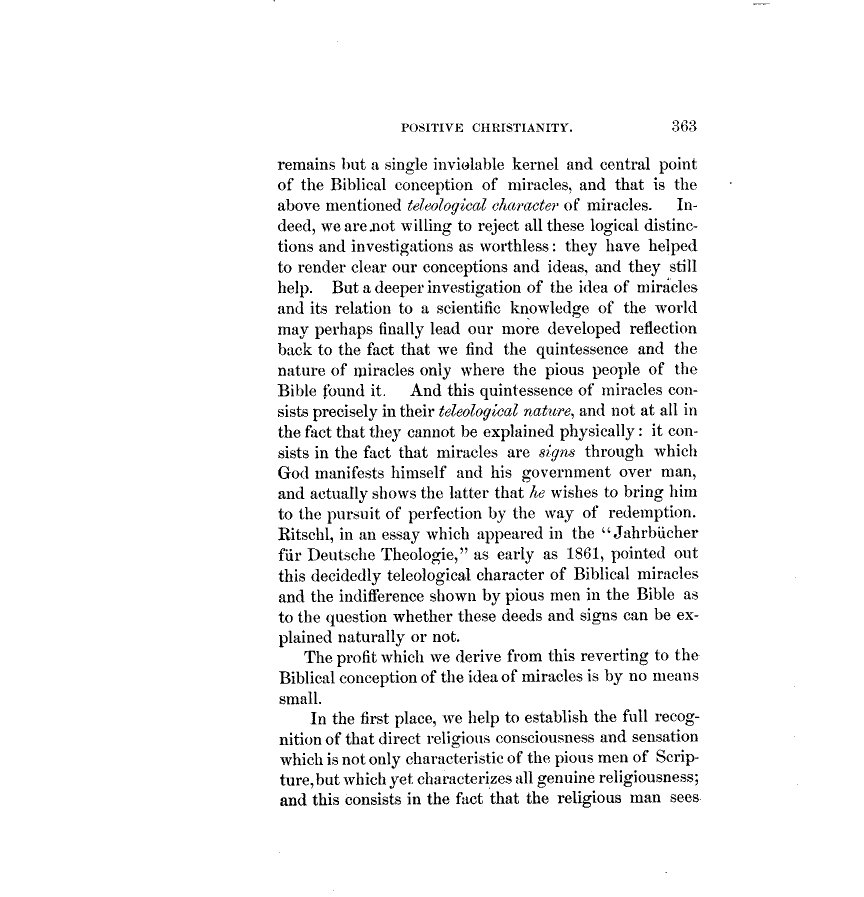 POSITIVE CHRISTIANITY. 363
remains but a single inviolable kernel and central point
of the Biblical conception of miracles, and that is the
above mentioned teleological character of miracles. In-
deed, we are not willing to reject all these logical distinc-
tions and investigations as worthless: they have helped
to render clear our conceptions and ideas, and they still
help. But a deeper investigation of the idea of miracles
and its relation to a scientific knowledge of the world
may perhaps finally lead our more developed reflection
back to the fact that we find the quintessence and the
nature of miracles only where the pious people of the
Bible found it. And this quintessence of miracles con-
sists precisely in their teleological nature, and not at all in
the fact that they cannot be explained physically: it con-
sists in the fact that miracles are signs through which
God manifests himself and his government over man,
and actually shows the latter that he wishes to bring him
to the pursuit of perfection by the way of redemption.
Ritschl, in an essay which appeared in the “Jahrbücher
für Deutsche Theologie,” as early as 1861, pointed out
this decidedly teleological character of Biblical miracles
and the indifference shown by pious men in the Bible as
to the question whether these deeds and signs can be ex-
plained naturally or not.
The profit which we derive from this reverting to the
Biblical conception of the idea of miracles is by no means
small.
In the first place, we help to establish the full recog-
nition of that direct religious consciousness and sensation
which is not only characteristic of the pious men of Scrip-
ture, but which yet characterizes all genuine religiousness;
and this consists in the fact that the religious man sees